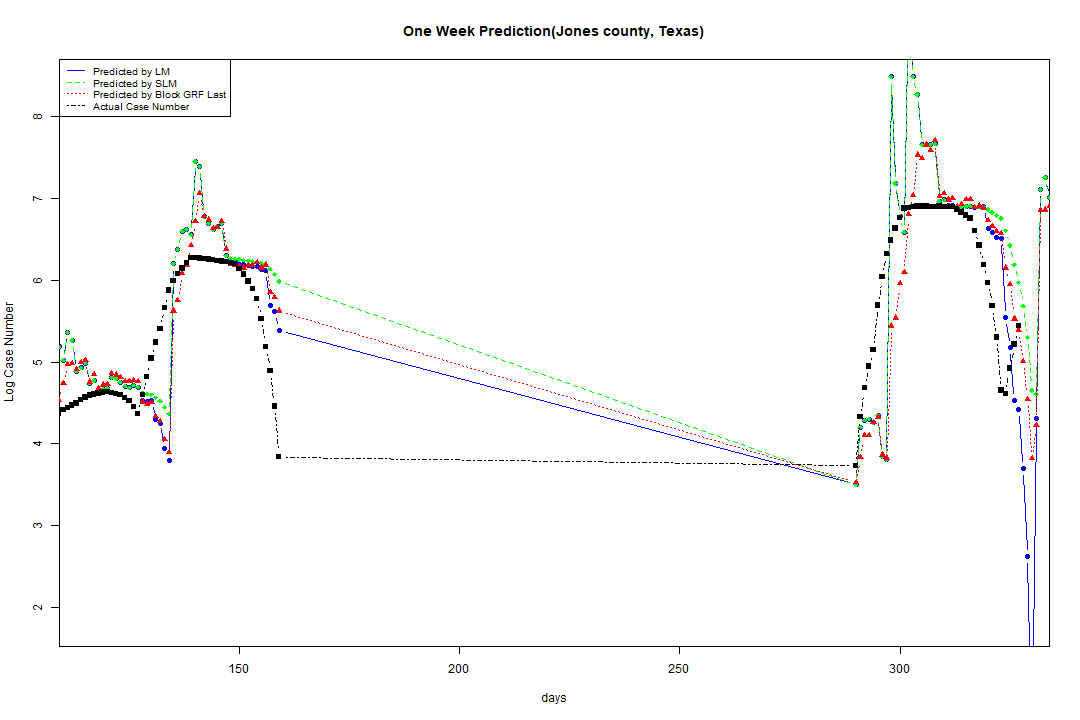 One Week Prediction(Jones county, Texas)
Predicted by LM
Predicted by SLM
Predicted by Block GRF Last
Actual Case Number
8
7
6
5
4
3
2
Log Case Number
150 200 250 300
days